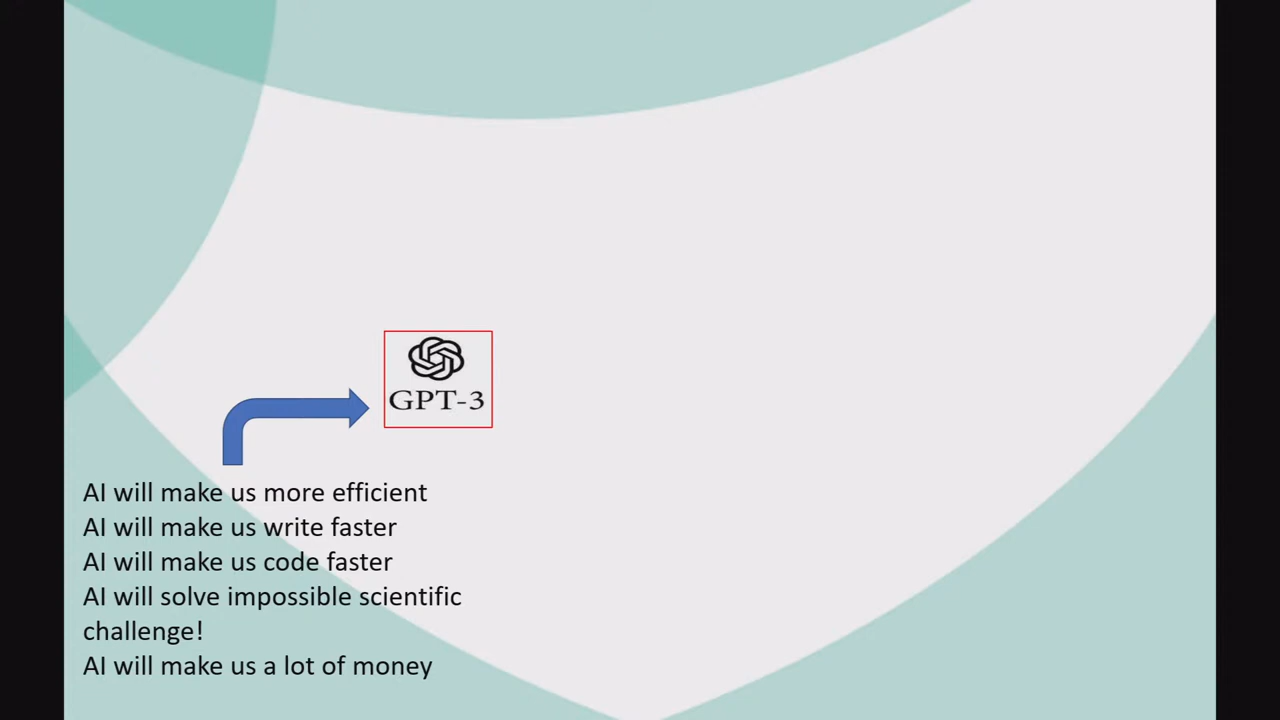 GPT-3
AI will make us more efficient
AI will make us write faster
AI will make us code faster
AI will solve impossible scientific
challenge!
AI will make us a lot of money